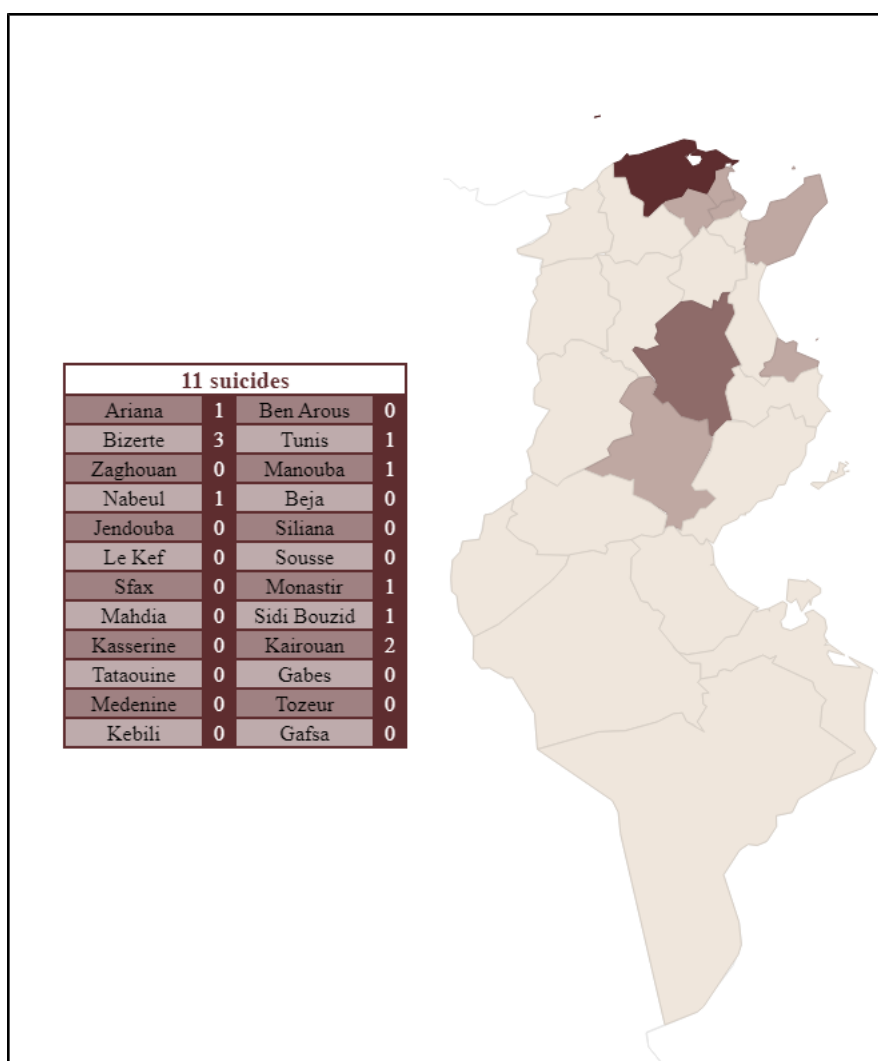 11 suicides
Ariana 1 Ben Arous 0
Bizerte 3 Tunis 1
Zaghouan 0 Manouba 1
Nabeul 1 Beja 0
Jendouba 0 Siliana 0
Le Kef 0 Sousse 0
Sfax 0 Monastir 1
Mahdia 0 Sidi Bouzid 1
Kasserine 0 Kairouan 2
Tataouine 0 Gabes 0
Medenine 0 Tozeur 0
Kebili 0 Gafsa 0